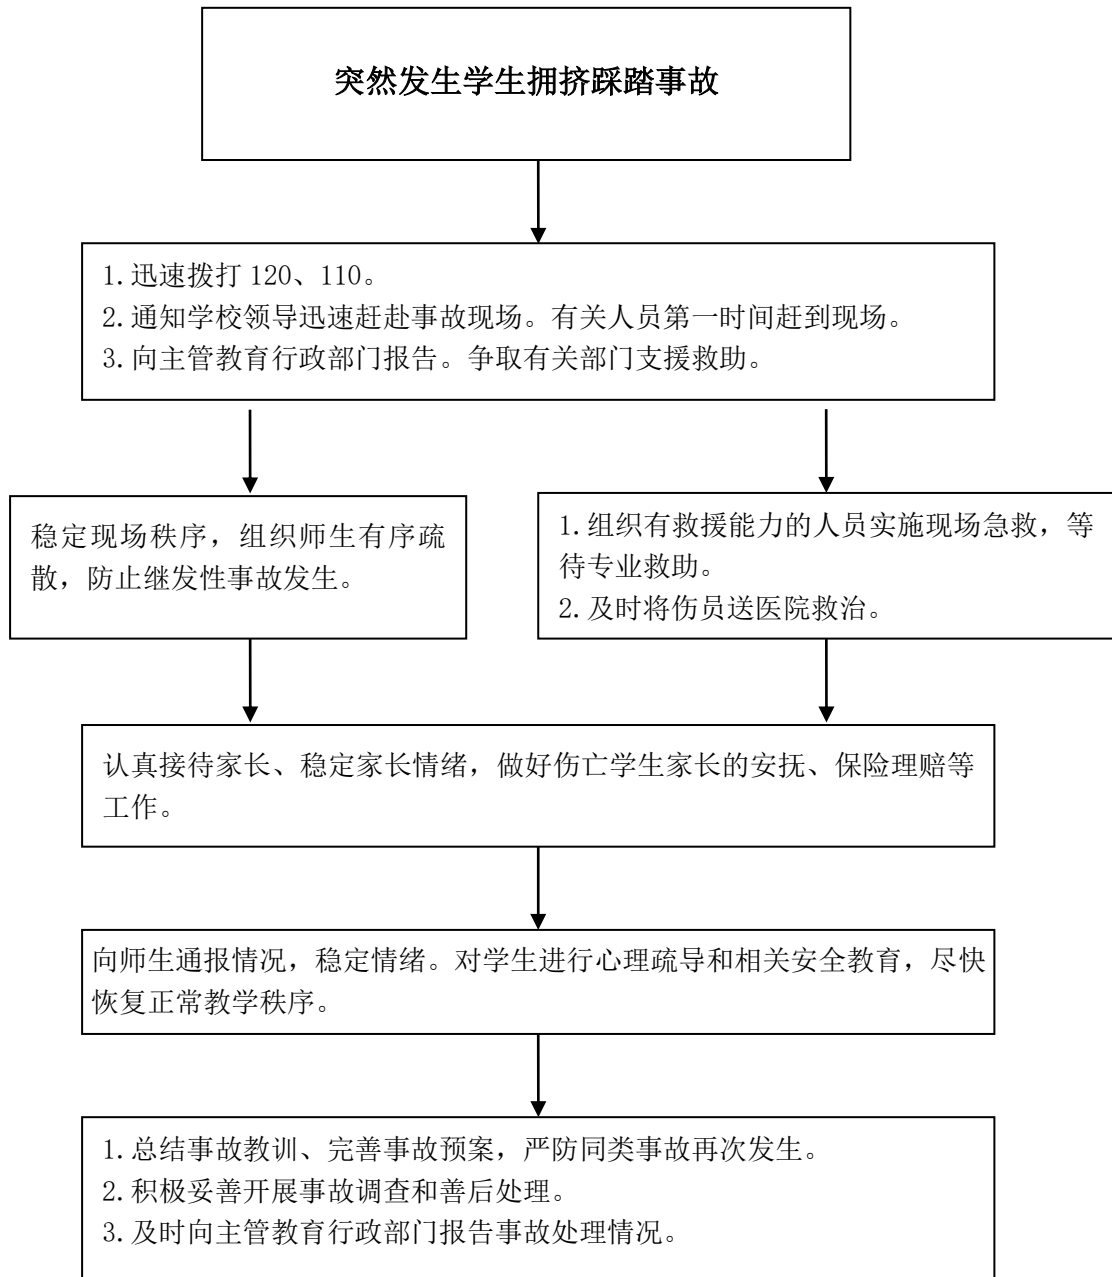 突然发生学生拥挤踩踏事故
1.迅速拨打 120、110。
2.通知学校领导迅速赶赴事故现场。有关人员第一时间赶到现场。
3.向主管教育行政部门报告。争取有关部门支援救助。
稳定现场秩序，组织师生有序疏
散，防止继发性事故发生。
1.组织有救援能力的人员实施现场急救，等
待专业救助。
2.及时将伤员送医院救治。
认真接待家长、稳定家长情绪，做好伤亡学生家长的安抚、保险理赔等
工作。
向师生通报情况，稳定情绪。对学生进行心理疏导和相关安全教育，尽快
恢复正常教学秩序。
1.总结事故教训、完善事故预案，严防同类事故再次发生。
2.积极妥善开展事故调查和善后处理。
3.及时向主管教育行政部门报告事故处理情况。